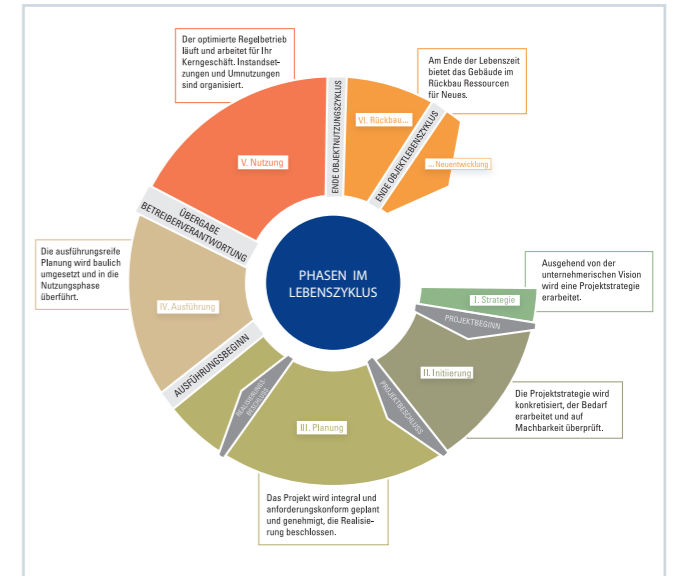 Der optimierte Regelbetrieb
läuft und arbeitet für Ihr
Kerngeschäft. Instandset-
zungen und Umnutzungen
sind organisiert.
Am Ende der Lebenszeit
bietet das Gebäude im
Rückbau Ressourcen
für Neues.
ENDE OBJEKTNUTZUNGSZYKLUS
VI. Rückbau...
ENDE OBJEKTLEBENSZYKLUS
... Neuentwicklung
V. Nutzung
ÜBERGABE
BETREIBERVERANTWORTUNG
Die ausführungsreife
Planung wird baulich
umgesetzt und in die
Nutzungsphase
überführt.
IV. Ausführung
PHASEN IM
LEBENSZYKLUS
Ausgehend von der
unternehmerischen Vision
wird eine Projektstrategie
erarbeitet.
I. Strategie
PROJEKTBEGINN
II. Initiierung
PROJEKTBESCHLUSS
AUSFÜHRUNGSBEGINN
REALISIERUNGS-
BESCHLUSS
III. Planung
Die Projektstrategie wird
konkretisiert, der Bedarf
erarbeitet und auf
Machbarkeit überprüft.
Das Projekt wird integral und
anforderungskonform geplant
und genehmigt, die Realisie-
rung beschlossen.